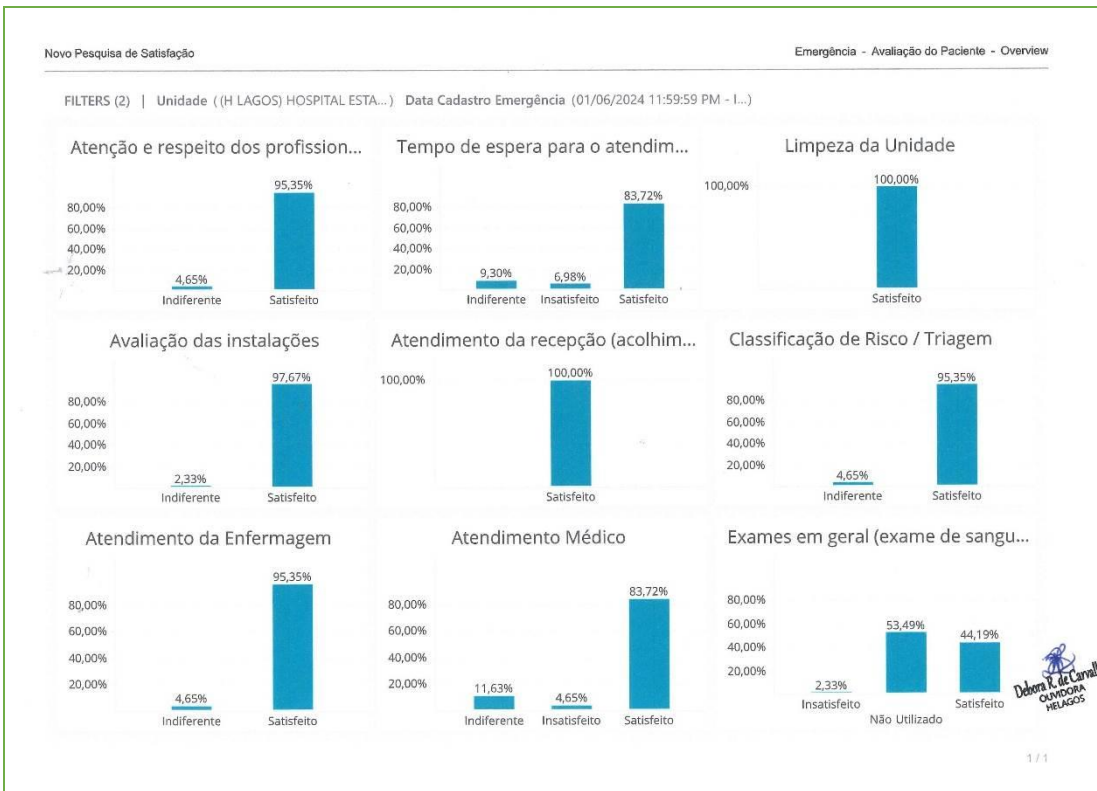 Novo Pesquisa de Satisfação
Emergência - Avaliação do Paciente - Overview
FILTERS (2) | Unidade ((H LAGOS) HOSPITAL ESTA...) Data Cadastro Emergência (01/06/2024 11:59:59 PM - I...)
Atenção e respeito dos profission...
95,35%
80,00%
60,00%
40,00%
20,00%
4,65%
Indiferente Satisfeito
Tempo de espera para o atendim...
83,72%
80,00%
60,00%
40,00%
20,00%
9,30% 6,98%
Indiferente Insatisfeito Satisfeito
Limpeza da Unidade
100,00%
100,00%
Satisfeito
Avaliação das instalações
97,67%
80,00%
60,00%
40,00%
20,00%
2,33%
Indiferente Satisfeito
Atendimento da recepção (acolhim...
100,00%
100,00%
Satisfeito
Classificação de Risco / Triagem
95,35%
80,00%
60,00%
40,00%
20,00%
4,65%
Indiferente Satisfeito
Atendimento da Enfermagem
95,35%
80,00%
60,00%
40,00%
20,00%
4,65%
Indiferente Satisfeito
Atendimento Médico
83,72%
80,00%
60,00%
40,00%
20,00%
11,63% 4,65%
Indiferente Insatisfeito Satisfeito
Exames em geral (exame de sangu...
80,00%
60,00%
53,49%
44,19%
40,00%
20,00%
2,33%
Insatisfeito Satisfeito
Não Utilizado
Debora R. de Carval
OUVIDORA
HELAGOS
1 / 1